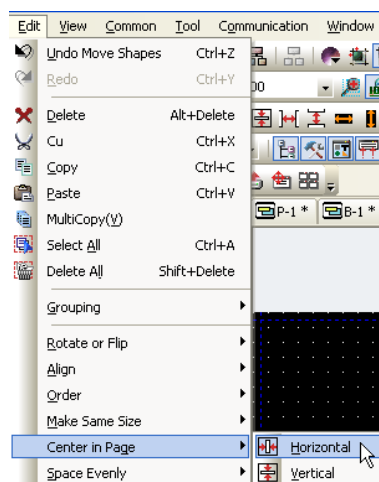 Edit View Common Tool Communication Window
Undo Move Shapes Ctrl+Z
Redo Ctrl+Y
00
Delete Alt+Delete
Cu Ctrl+X
Copy Ctrl+C
Paste Ctrl+V
P-1 * B-1 *
MultiCopy(V)
Select All Ctrl+A
Delete All Shift+Delete
Grouping
Rotate or Flip
Align
Order
Make Same Size
Center in Page Horizontal
Space Evenly Vertical